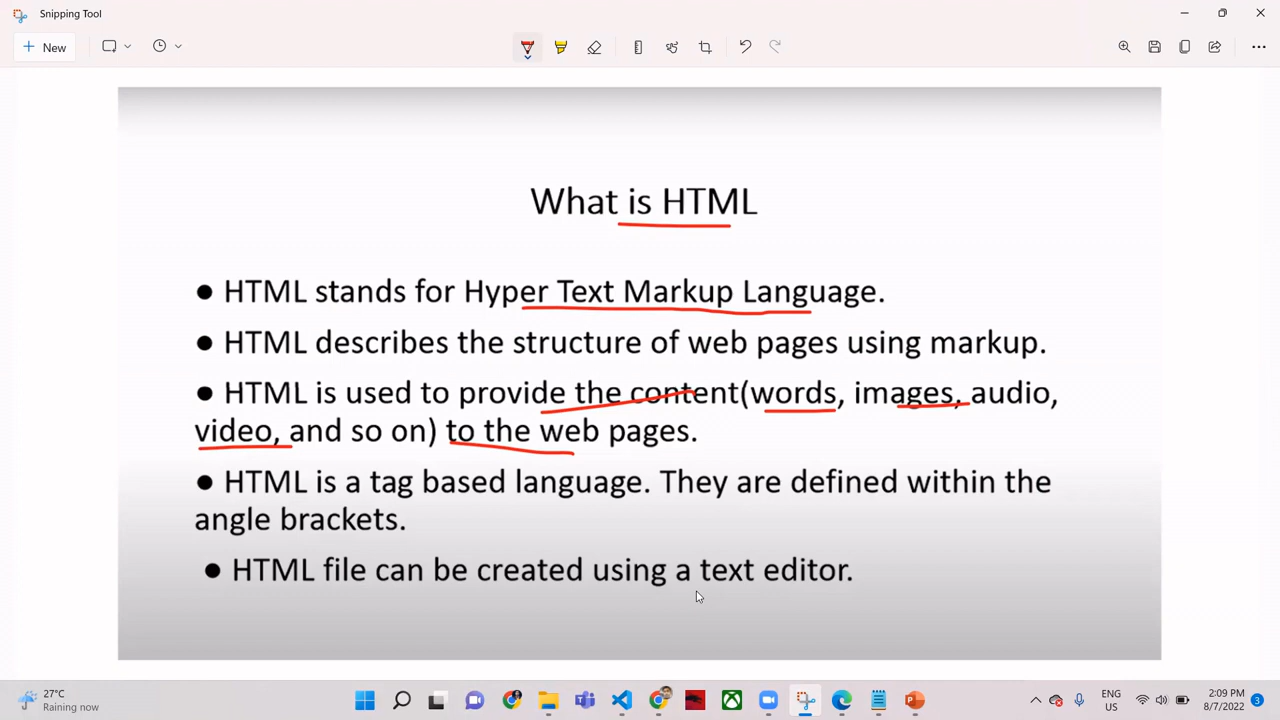 Snipping Tool
New
What is HTML
● HTML stands for Hyper Text Markup Language.
● HTML describes the structure of web pages using markup.
● HTML is used to provide the content(words, images, audio,
video, and so on) to the web pages.
● HTML is a tag based language. They are defined within the
angle brackets.
● HTML file can be created using a text editor.
27°C
Raining now
ENG
US
2:09 PM
8/7/2022
3